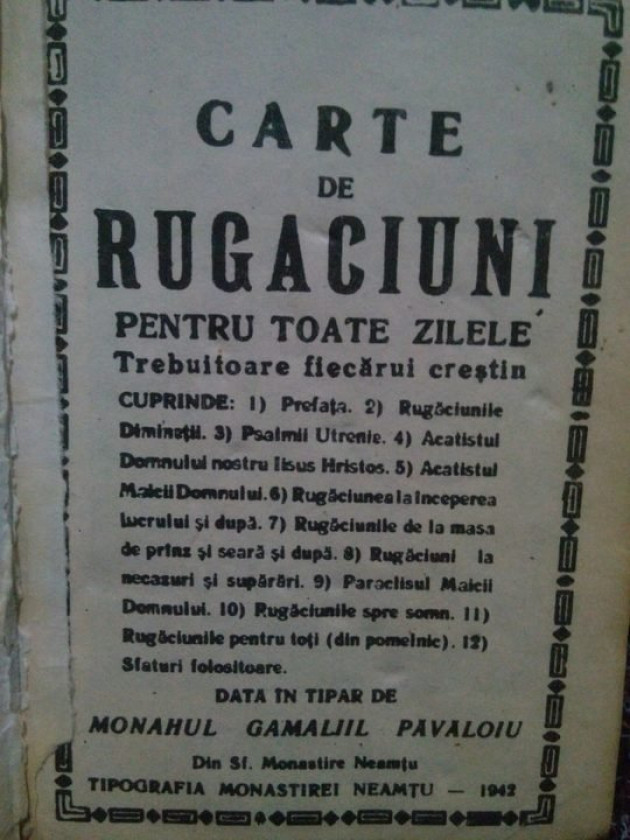 CARTE
DE
RUGACIUNI
PENTRU TOATE ZILELE
Trebuitoare fiecărui creştin
CUPRINDE: 1) Prefaţa. 2) Rugăciunile
Dimineţii. 3) Psalmii Utrenie. 4) Acatistul
Domnului nostru Iisus Hristos. 5) Acatistul
Maicii Domnului. 6) Rugăciunea la începerea
lucrului şi după. 7) Rugăciunile de la masa
de prînz şi seară şi după. 8) Rugăciuni la
necazuri şi supărări. 9) Paraclisul Maicii
Domnului. 10) Rugăciunile spre somn. 11)
Rugăciunile pentru toţi (din pomelnic). 12)
Sfaturi folositoare.
DATA ÎN TIPAR DE
MONAHUL GAMALIIL PĂVĂLOIU
Din Sf. Monastire Neamţu
TIPOGRAFIA MONASTIREI NEAMŢU — 1942